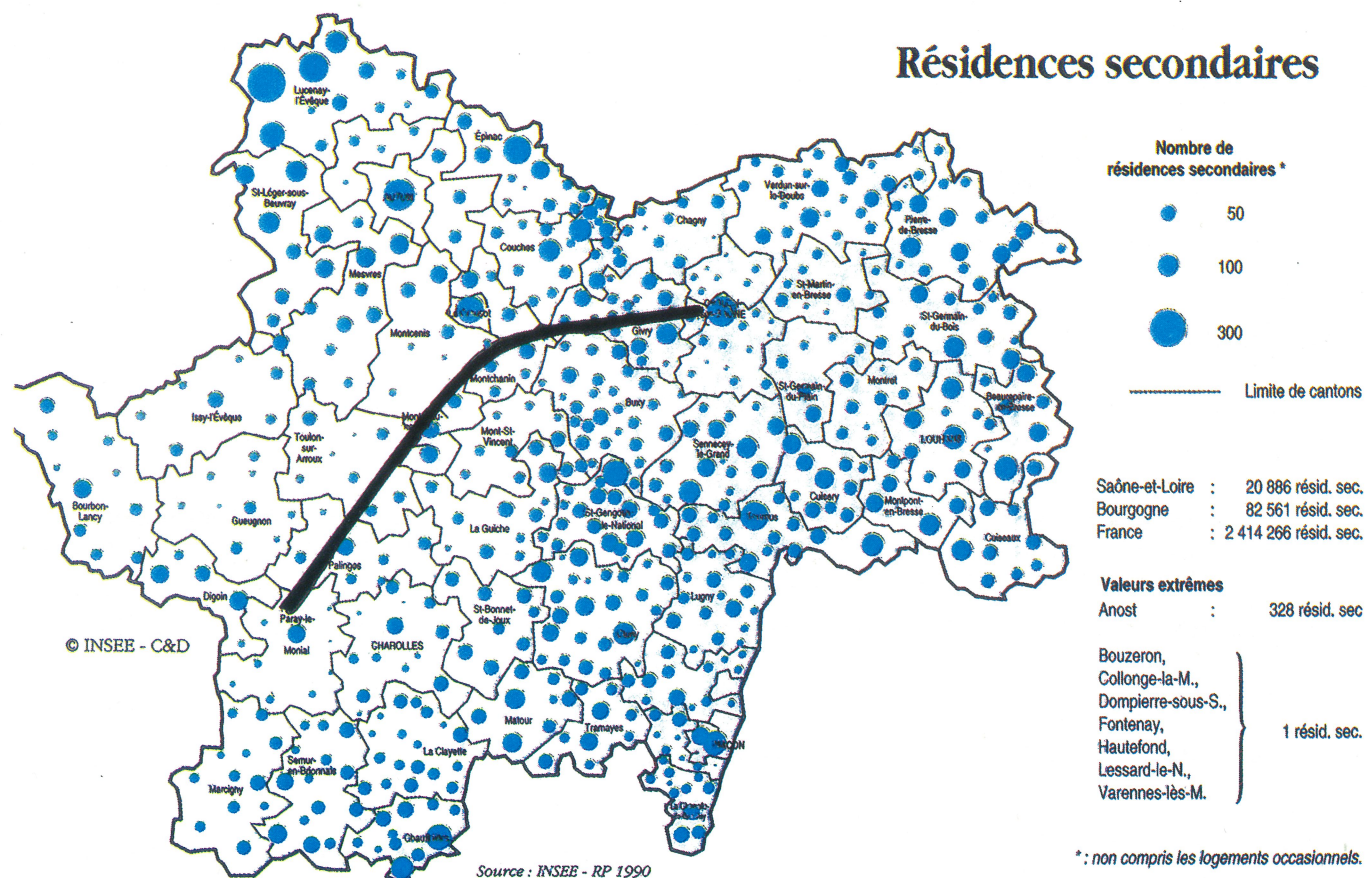 Résidences secondaires
Nombre de
résidences secondaires *
50
100
300
Limite de cantons
Saône-et-Loire : 20 886 résid. sec.
Bourgogne : 82 561 résid. sec.
France : 2 414 266 résid. sec.
Valeurs extrêmes
Anost : 328 résid. sec
Bouzeron,
Collonge-la-M.,
Dompierre-sous-S.,
Fontenay,
Hautefond,
Lessard-le-N.,
Varennes-lès-M.
1 résid. sec.
* : non compris les logements occasionnels.
Lucenay-
l'Évêque
Épinac
St-Léger-sous-
Beuvray
Mesvres
Couches
Chagny
Verdun-sur-
le-Doubs
Pierre-
de-Bresse
St-Martin-
en-Bresse
St-Germain-
du-Bois
Montcenis
Givry
Montchanin
Buxy
St-Germain-
du-Plain
Montret
Beaurepaire-
Issy-l'Évêque
Toulon-
sur-
Arroux
Mont-St-
Vincent
Sennecey-
le-Grand
Bourbon-
Lancy
Gueugnon
La Guiche
St-Gengoux-
le-National
Cuisery
Montpont-
en-Bresse
Cuiseaux
Palinges
Digoin
Paray-le-
Monial
CHAROLLES
St-Bonnet-
de-Joux
Lugny
Matour
Tramayes
La Clayette
Semur-
en-Brionnais
Marcigny
© INSEE - C&D
Source : INSEE - RP 1990